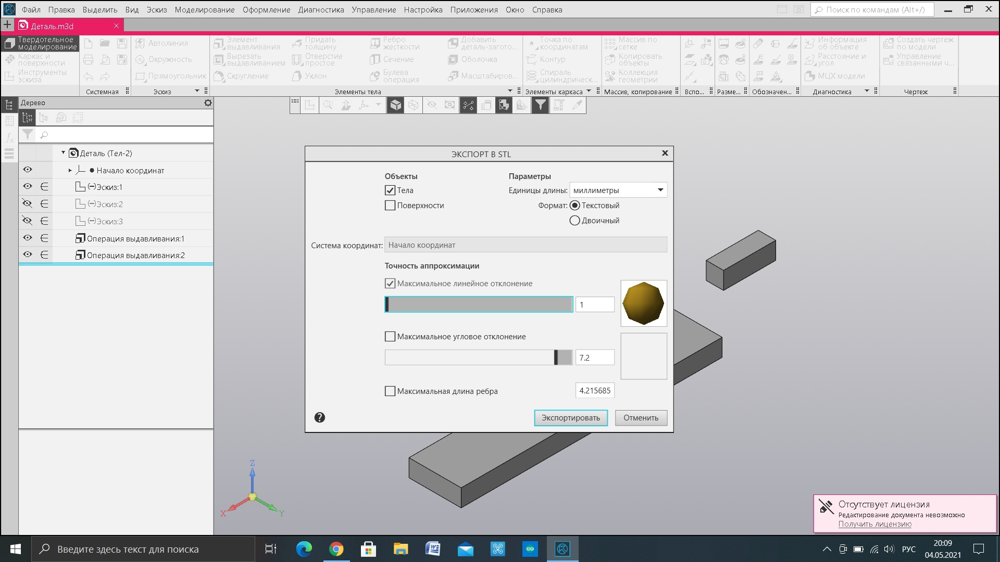 Файл Правка Выделить Вид Эскиз Моделирование Оформление Диагностика Управление Настройка Приложения Окно Справка
Поиск по командам (Alt+/)
Деталь.m3d
Твердотельное моделирование
Каркас и поверхности
Инструменты эскиза
Системная
Автолиния
Окружность
Прямоугольник
Эскиз
Элемент выдавливания
Вырезать выдавливанием
Скругление
Придать толщину
Отверстие простое
Уклон
Ребро жесткости
Сечение
Булева операция
Добавить деталь-загото...
Оболочка
Масштабиров...
Элементы тела
Точка по координатам
Контур
Спираль цилиндрическ...
Элементы каркаса
Массив по сетке
Копировать объекты
Коллекция геометрии
Массив, копирование
Вспо...
Разме...
Обозначен...
Информация об объекте
Расстояние и угол
МЦХ модели
Диагностика
Создать чертеж по модели
Управление связанными ч...
Чертеж
Дерево
Деталь (Тел-2)
Начало координат
(−)Эскиз:1
(−)Эскиз:2
(−)Эскиз:3
Операция выдавливания:1
Операция выдавливания:2
ЭКСПОРТ В STL
Объекты
Тела
Поверхности
Параметры
Единицы длины: миллиметры
Формат: Текстовый
Двоичный
Система координат: Начало координат
Точность аппроксимации
Максимальное линейное отклонение
1
Максимальное угловое отклонение
7.2
Максимальная длина ребра 4.215685
? Экспортировать Отменить
Z
X
Y
Отсутствует лицензия
Редактирование документа невозможно
Получить лицензию
Введите здесь текст для поиска
РУС
20:09
04.05.2021